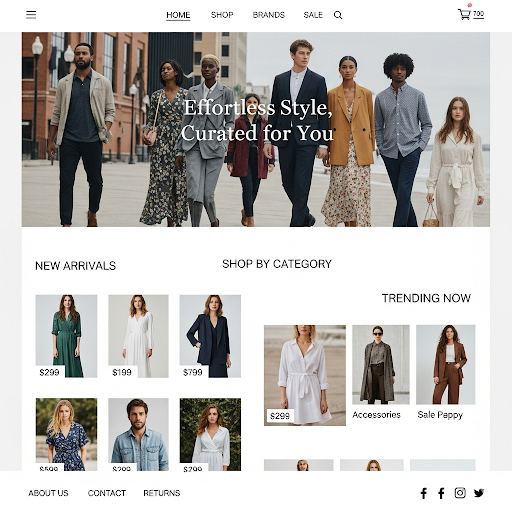 HOME SHOP BRANDS SALE
700
Effortless Style,
Curated for You
NEW ARRIVALS
SHOP BY CATEGORY
TRENDING NOW
$299
$199
$799
$299
Accessories
Sale Peppy
$599
$299
$799
ABOUT US CONTACT RETURNS